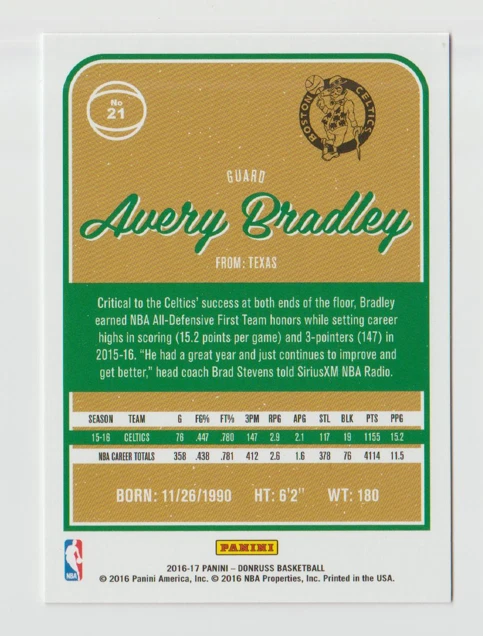 No
21
BOSTON CELTICS
GUARD
Avery Bradley
FROM: TEXAS
Critical to the Celtics' success at both ends of the floor, Bradley
earned NBA All-Defensive First Team honors while setting career
highs in scoring (15.2 points per game) and 3-pointers (147) in
2015-16. “He had a great year and just continues to improve and
get better,” head coach Brad Stevens told SiriusXM NBA Radio.
SEASON TEAM G FG% FT% 3PM RPG APG STL BLK PTS PPG
15-16 CELTICS 76 .447 .780 147 2.9 2.1 117 19 1155 15.2
NBA CAREER TOTALS 358 .438 .781 412 2.6 1.6 378 76 4114 11.5
BORN: 11/26/1990 HT: 6'2" WT: 180
PANINI
NBA
2016-17 PANINI – DONRUSS BASKETBALL
© 2016 Panini America, Inc. © 2016 NBA Properties, Inc. Printed in the USA.